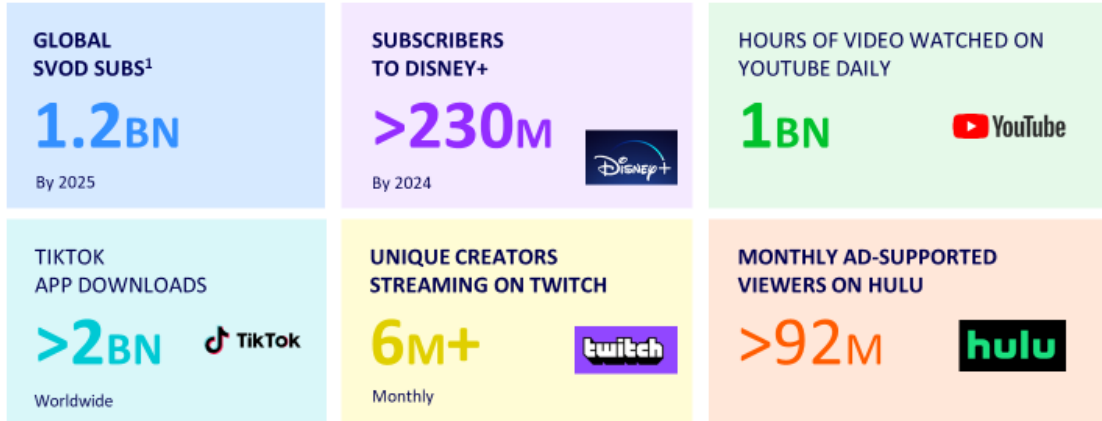 GLOBAL
SVOD SUBS¹
1.2BN
By 2025
SUBSCRIBERS
TO DISNEY+
>230M
Disney+
By 2024
HOURS OF VIDEO WATCHED ON
YOUTUBE DAILY
1BN
YouTube
TIKTOK
APP DOWNLOADS
>2BN
TikTok
Worldwide
UNIQUE CREATORS
STREAMING ON TWITCH
6M+
twitch
Monthly
MONTHLY AD-SUPPORTED
VIEWERS ON HULU
>92M
hulu